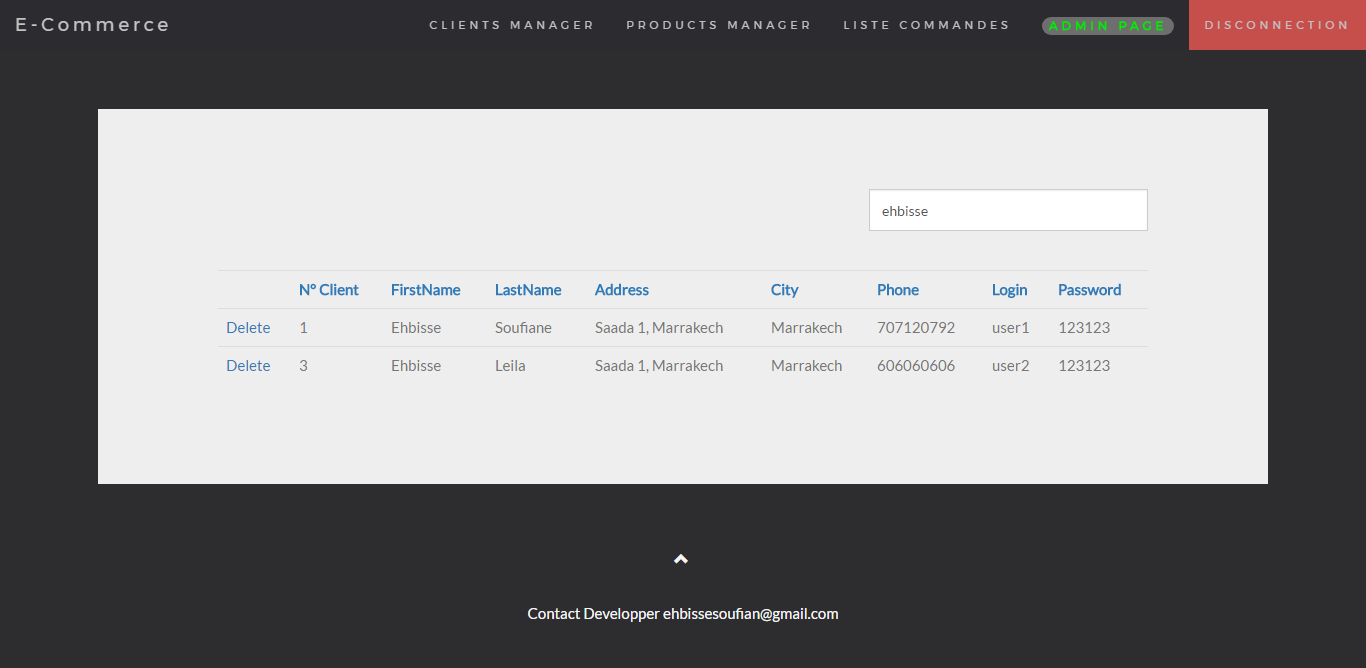 E-Commerce CLIENTS MANAGER PRODUCTS MANAGER LISTE COMMANDES ADMIN PAGE DISCONNECTION
ehbisse
N° Client FirstName LastName Address City Phone Login Password
Delete 1 Ehbisse Soufiane Saada 1, Marrakech Marrakech 707120792 user1 123123
Delete 3 Ehbisse Leila Saada 1, Marrakech Marrakech 606060606 user2 123123
Contact Developper ehbissesoufian@gmail.com